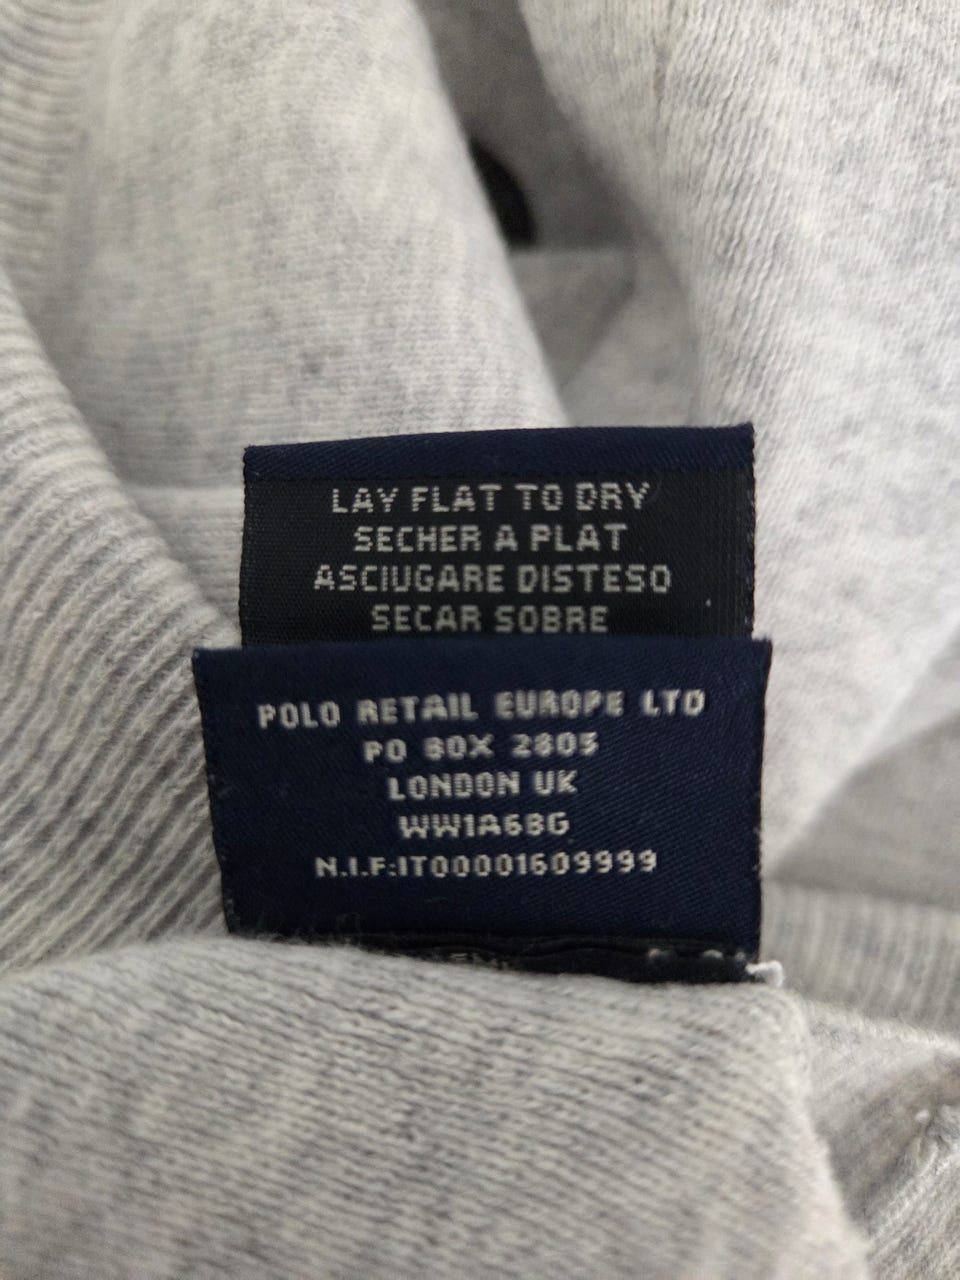 LAY FLAT TO DRY
SECHER A PLAT
ASCIUGARE DISTESO
SECAR SOBRE
POLO RETAIL EUROPE LTD
PO BOX 2805
LONDON UK
WW1A68G
N.I.F:IT00001609999